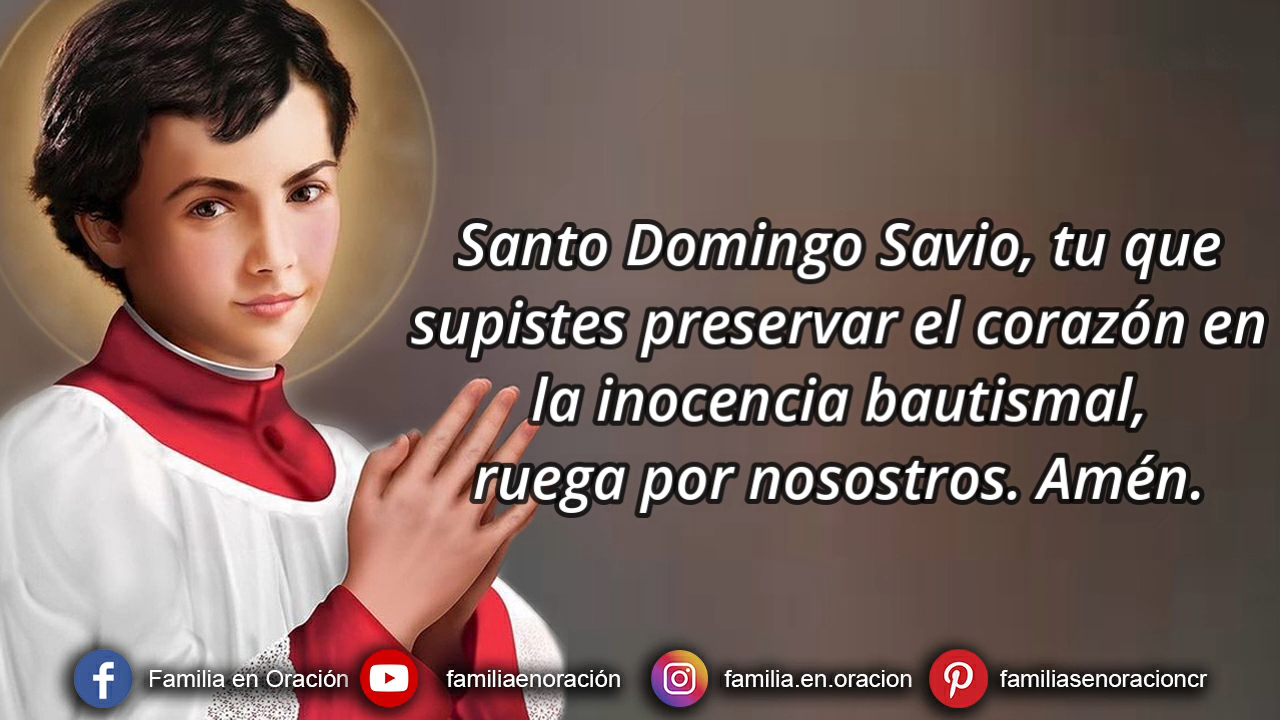 Santo Domingo Savio, tu que
supistes preservar el corazón en
la inocencia bautismal,
ruega por nosostros. Amén.
Familia en Oración
familiaenoración
familia.en.oracion
familiasenoracioncr